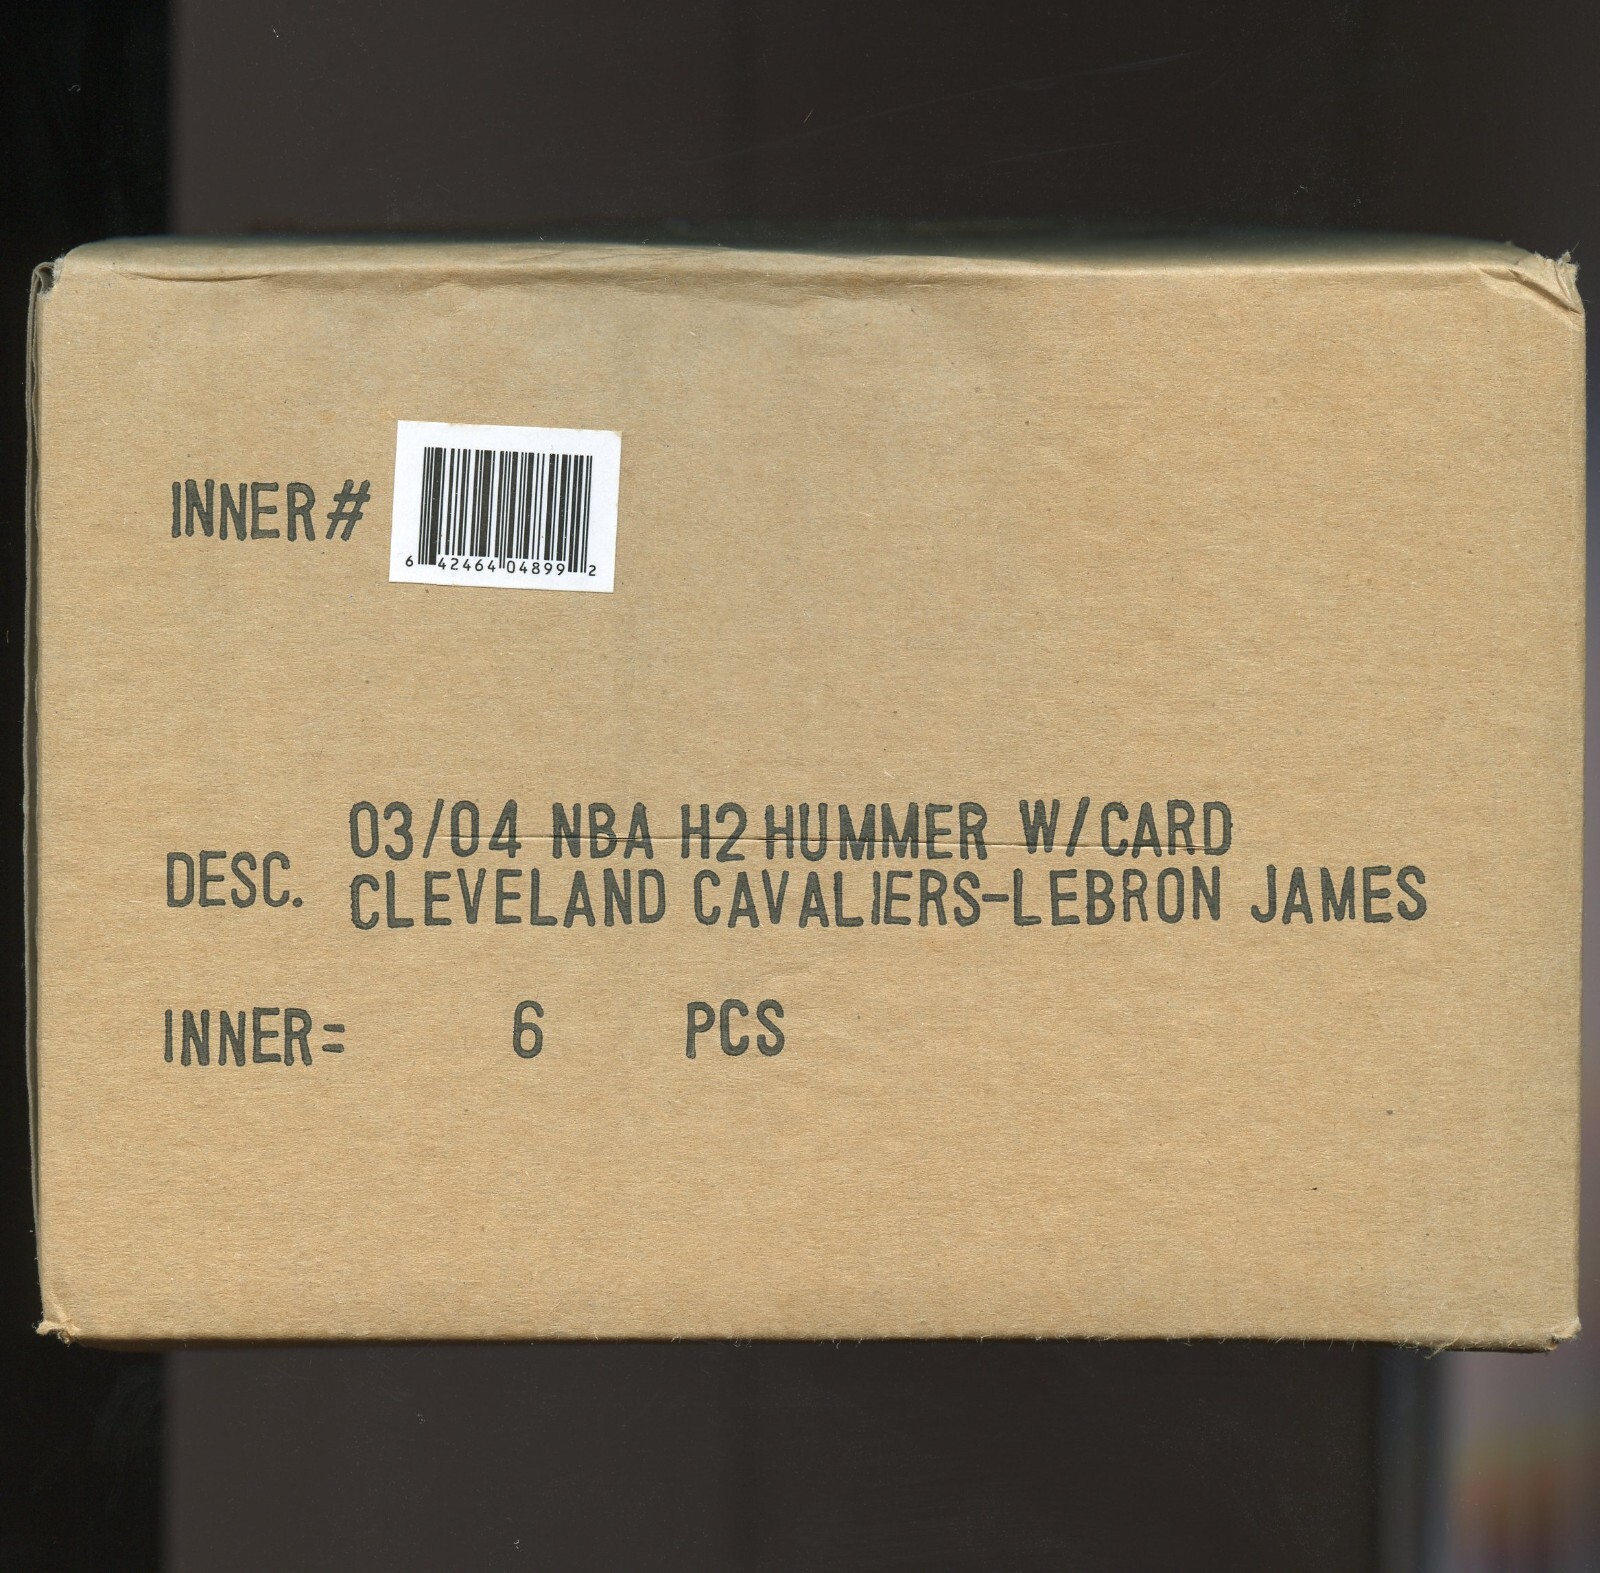 INNER #
6 42464 04899 2
03/04 NBA H2 HUMMER W/CARD
DESC.
CLEVELAND CAVALIERS-LEBRON JAMES
INNER= 6 PCS